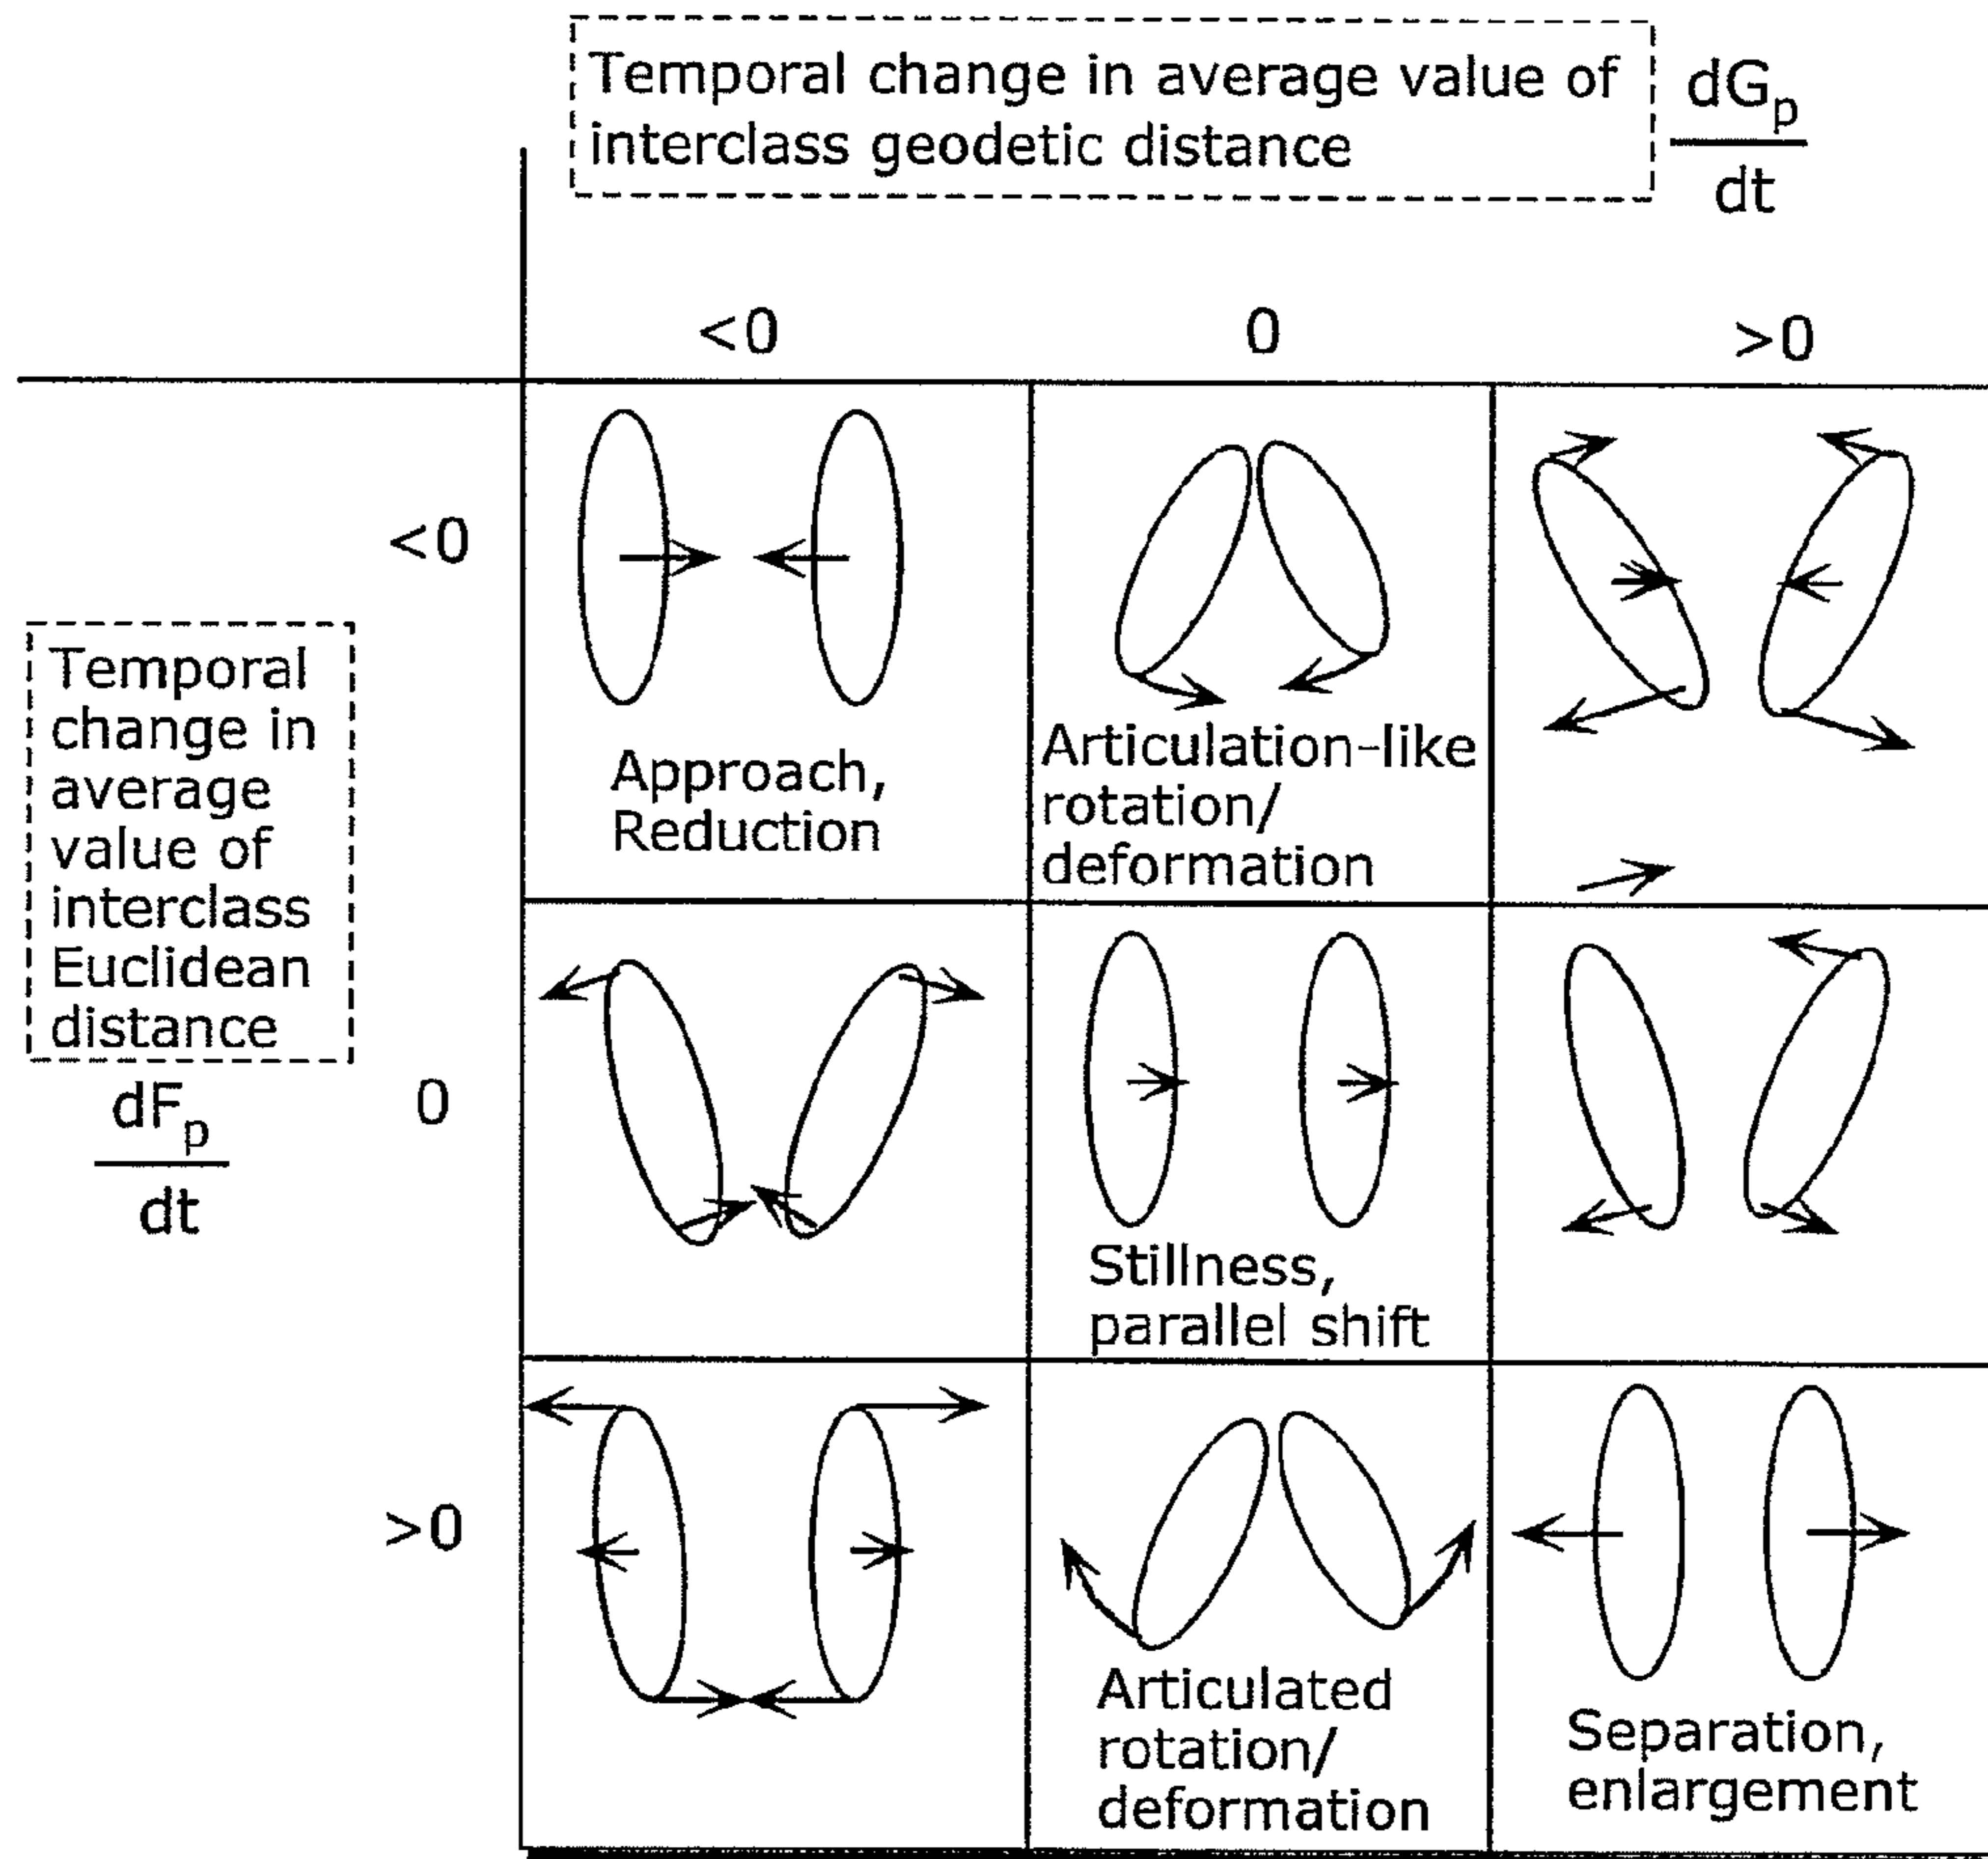 Temporal change in average value of
interclass geodetic distance
dGp
dt
<0
0
>0
<0
Approach,
Reduction
Articulation-like
rotation/
deformation
Temporal
change in
average
value of
interclass
Euclidean
distance
dFp
dt
0
Stillness,
parallel shift
>0
Articulated
rotation/
deformation
Separation,
enlargement